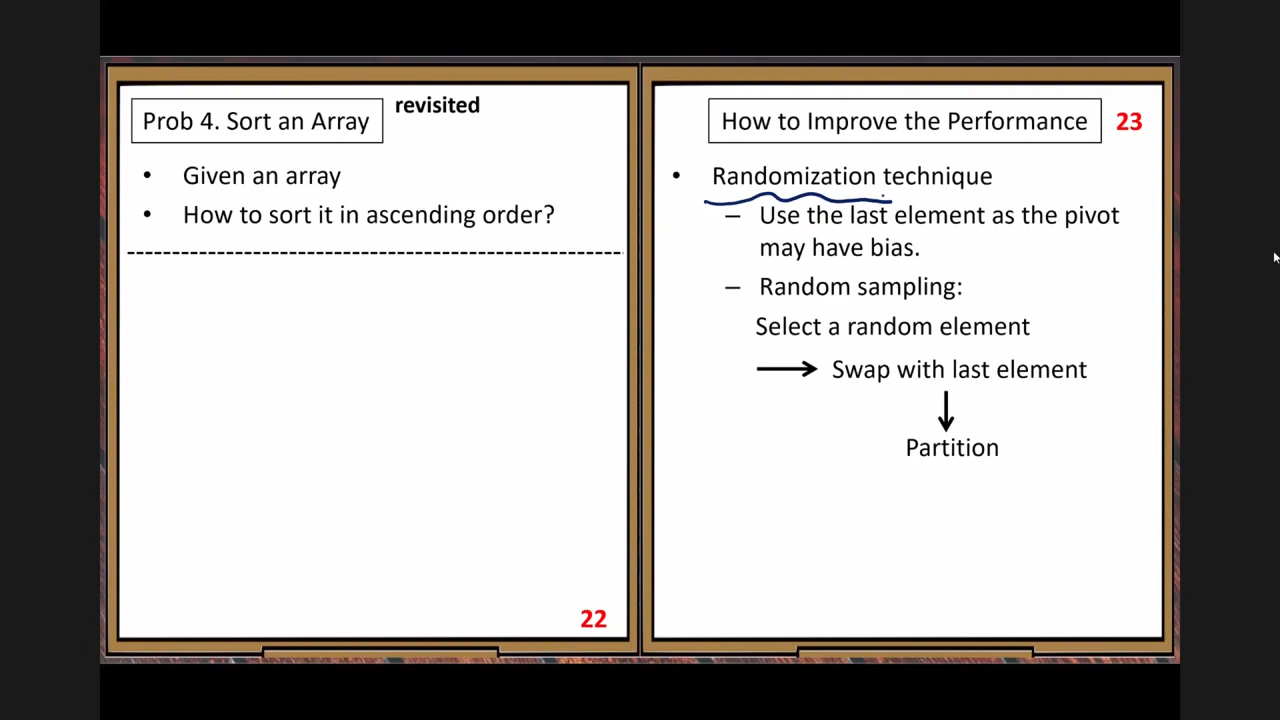 Prob 4. Sort an Array
revisited
• Given an array
• How to sort it in ascending order?
22
How to Improve the Performance
23
• Randomization technique
– Use the last element as the pivot
may have bias.
– Random sampling:
Select a random element
Swap with last element
Partition